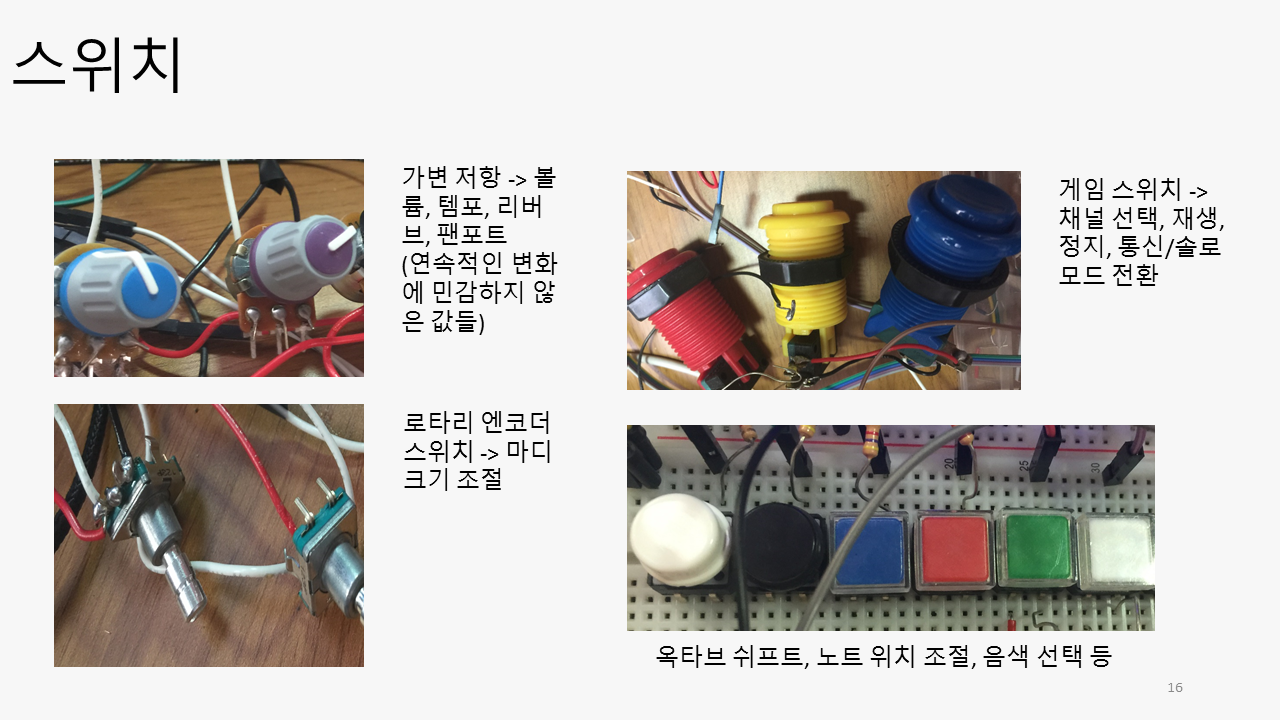 스위치
가변 저항 -> 볼
륨, 템포, 리버
브, 팬포트
(연속적인 변화
에 민감하지 않
은 값들)
게임 스위치 ->
채널 선택, 재생,
정지, 통신/솔로
모드 전환
로타리 엔코더
스위치 -> 마디
크기 조절
20
25
30
옥타브 쉬프트, 노트 위치 조절, 음색 선택 등
16